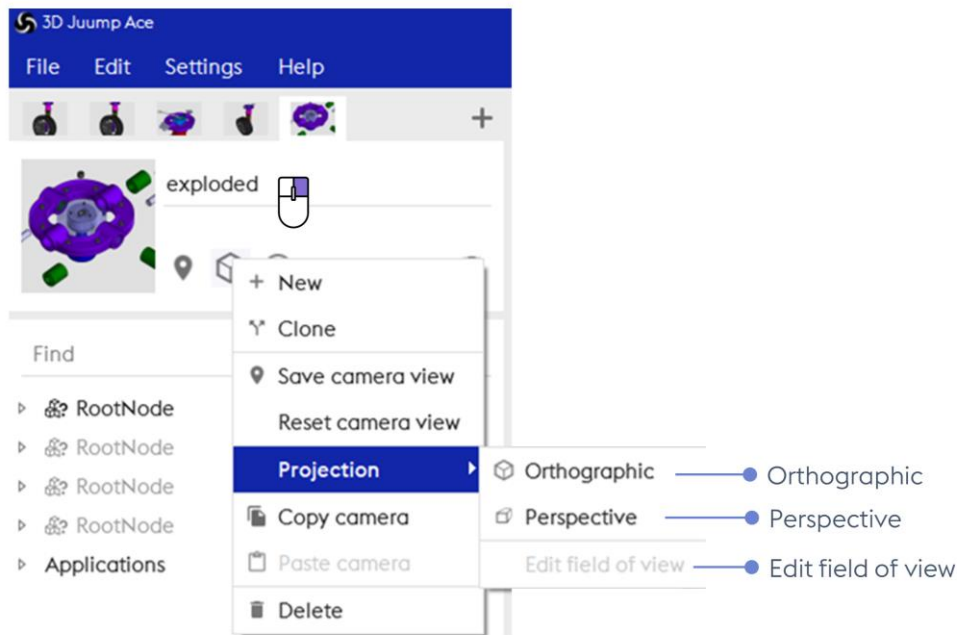 3D Juump Ace
File Edit Settings Help
exploded
New
Clone
Save camera view
Reset camera view
Projection
Copy camera
Paste camera
Delete
Orthographic
Perspective
Edit field of view
Orthographic
Perspective
Edit field of view
Find
RootNode
RootNode
RootNode
RootNode
Applications